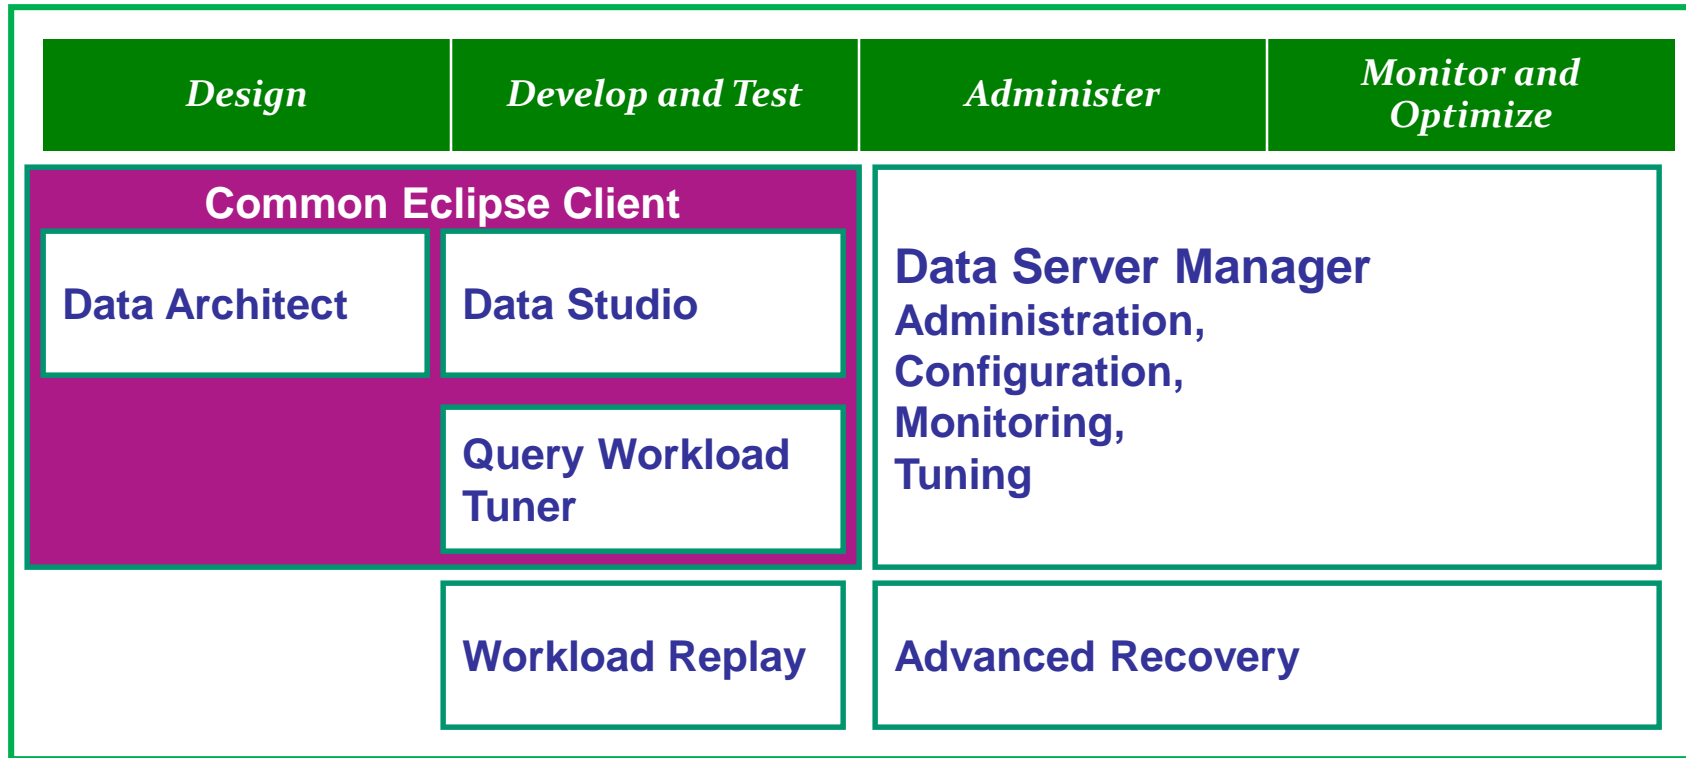 Design
Develop and Test
Administer
Monitor and
Optimize
Common Eclipse Client
Data Architect
Data Studio
Query Workload
Tuner
Data Server Manager
Administration,
Configuration,
Monitoring,
Tuning
Workload Replay
Advanced Recovery